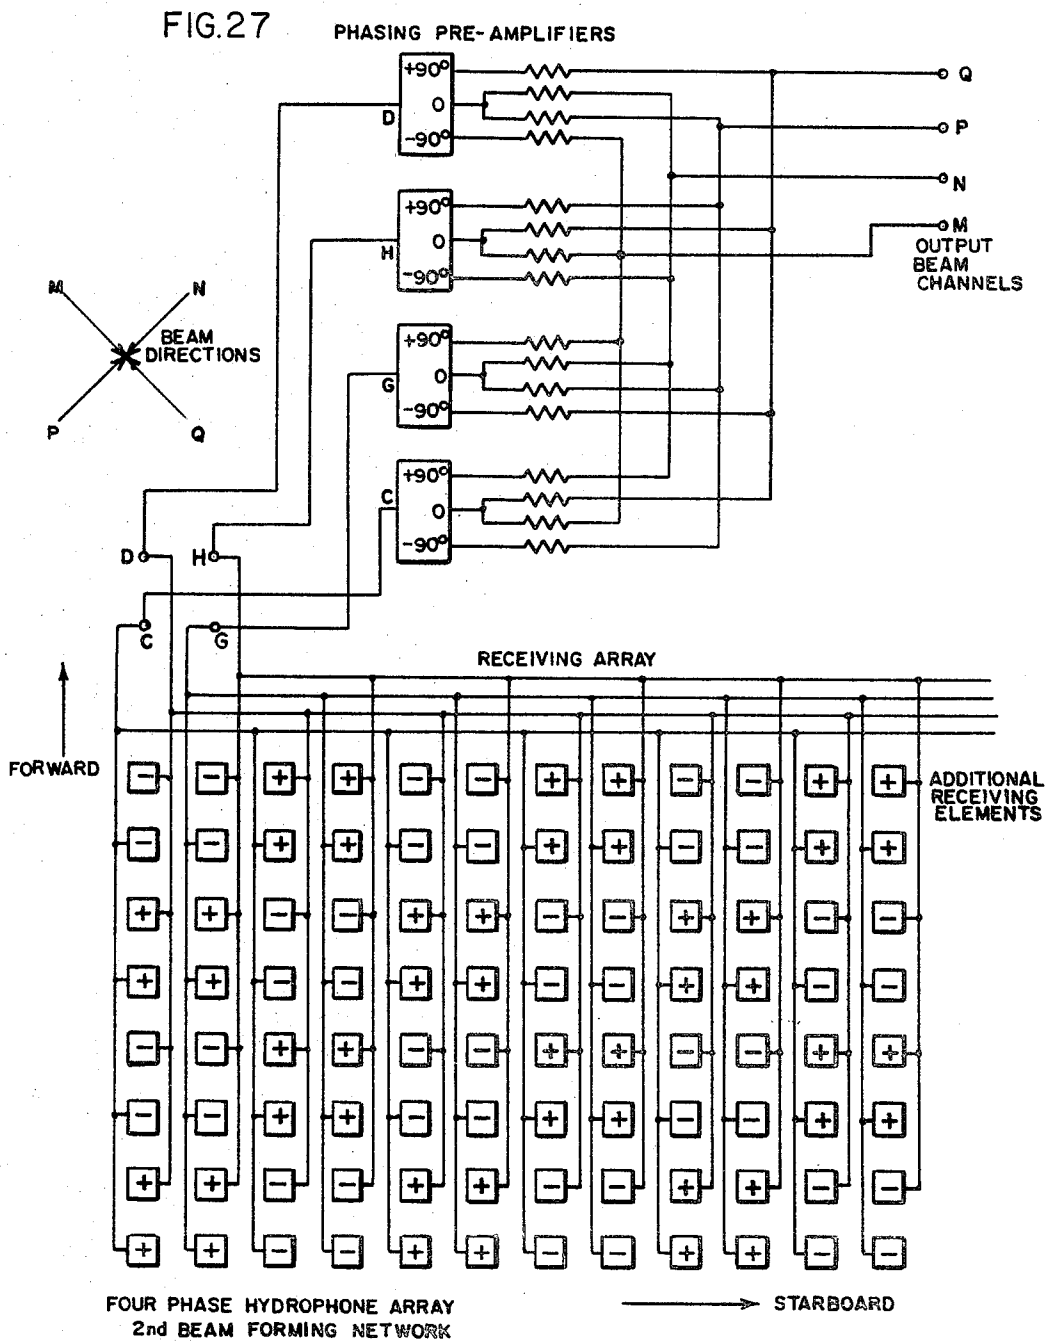 FIG.27
PHASING PRE-AMPLIFIERS
+90°
0
-90°
D
Q
P
N
M
OUTPUT
BEAM
CHANNELS
+90°
0
-90°
H
M
N
BEAM
DIRECTIONS
P
Q
+90°
0
-90°
G
+90°
0
-90°
C
D
H
C
G
RECEIVING ARRAY
FORWARD
ADDITIONAL
RECEIVING
ELEMENTS
- - + + - - + + - - + +
- - + + - - + + - - + +
+ + - - + + - - + + - -
+ + - - + + - - + + - -
- - + + - - + + - - + +
- - + + - - + + - - + +
+ + - - + + - - + + - -
+ + - - + + - - + + - -
FOUR PHASE HYDROPHONE ARRAY
2nd BEAM FORMING NETWORK
STARBOARD